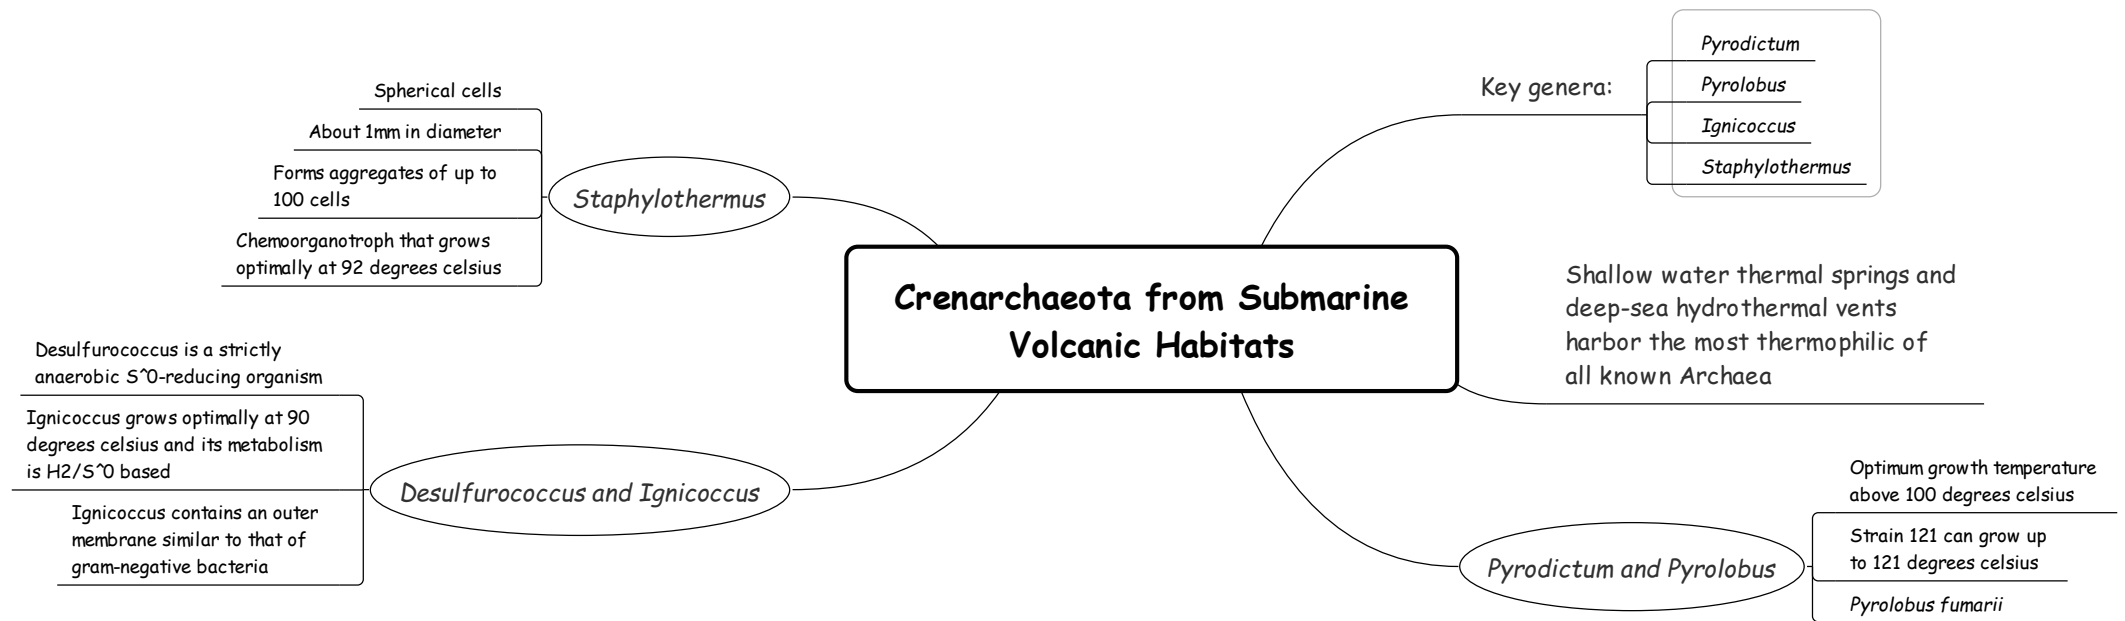 Crenarchaeota from Submarine
Volcanic Habitats
Key genera:
Pyrodictum
Pyrolobus
Ignicoccus
Staphylothermus
Shallow water thermal springs and
deep-sea hydrothermal vents
harbor the most thermophilic of
all known Archaea
Pyrodictum and Pyrolobus
Optimum growth temperature
above 100 degrees celsius
Strain 121 can grow up
to 121 degrees celsius
Pyrolobus fumarii
Staphylothermus
Spherical cells
About 1mm in diameter
Forms aggregates of up to
100 cells
Chemoorganotroph that grows
optimally at 92 degrees celsius
Desulfurococcus and Ignicoccus
Desulfurococcus is a strictly
anaerobic S^0-reducing organism
Ignicoccus grows optimally at 90
degrees celsius and its metabolism
is H2/S^0 based
Ignicoccus contains an outer
membrane similar to that of
gram-negative bacteria